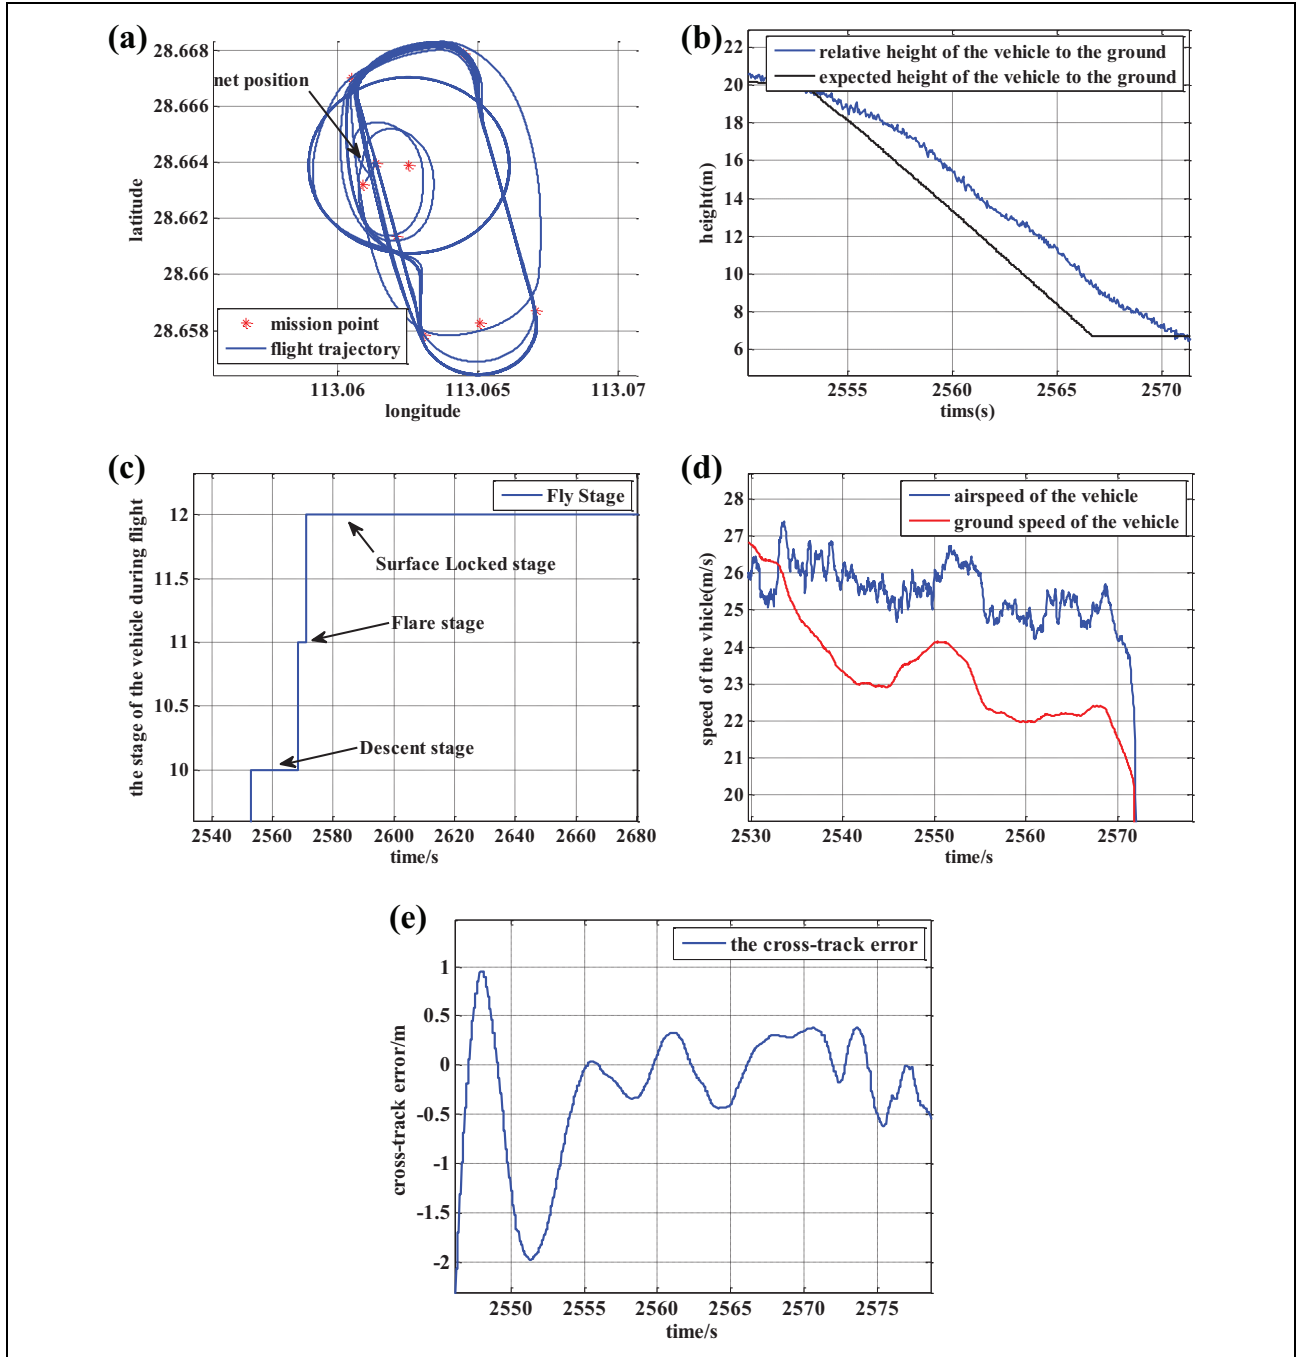 (a)
28.668
28.666
28.664
28.662
28.66
28.658
latitude
net position
mission point
flight trajectory
113.06
113.065
113.07
longitude
(b)
22
20
18
16
14
12
10
8
6
height(m)
relative height of the vehicle to the ground
expected height of the vehicle to the ground
2555
2560
2565
2570
tims(s)
(c)
12
11.5
11
10.5
10
the stage of the vehicle during flight
Fly Stage
Surface Locked stage
Flare stage
Descent stage
2540
2560
2580
2600
2620
2640
2660
2680
time/s
(d)
28
27
26
25
24
23
22
21
20
speed of the vhicle(m/s)
airspeed of the vehicle
ground speed of the vehicle
2530
2540
2550
2560
2570
time/s
(e)
1
0.5
0
-0.5
-1
-1.5
-2
cross-track error/m
the cross-track error
2550
2555
2560
2565
2570
2575
time/s